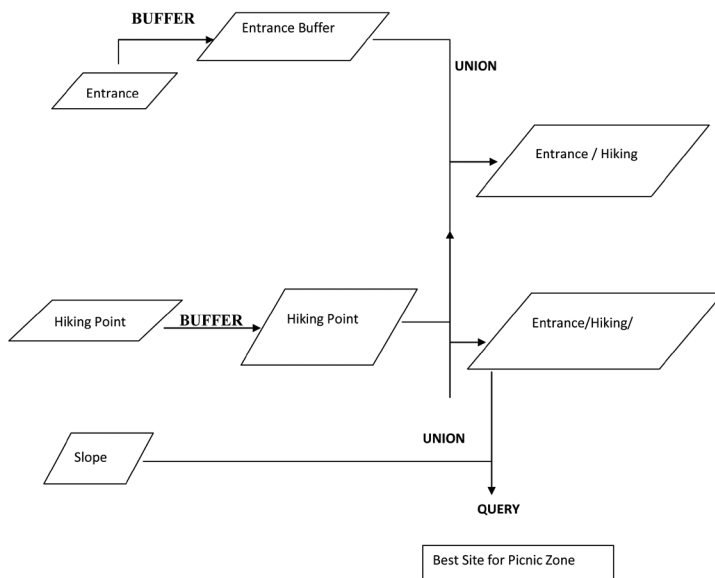 BUFFER
Entrance Buffer
UNION
Entrance
Entrance / Hiking
Hiking Point
BUFFER
Hiking Point
Entrance/Hiking/
UNION
Slope
QUERY
Best Site for Picnic Zone